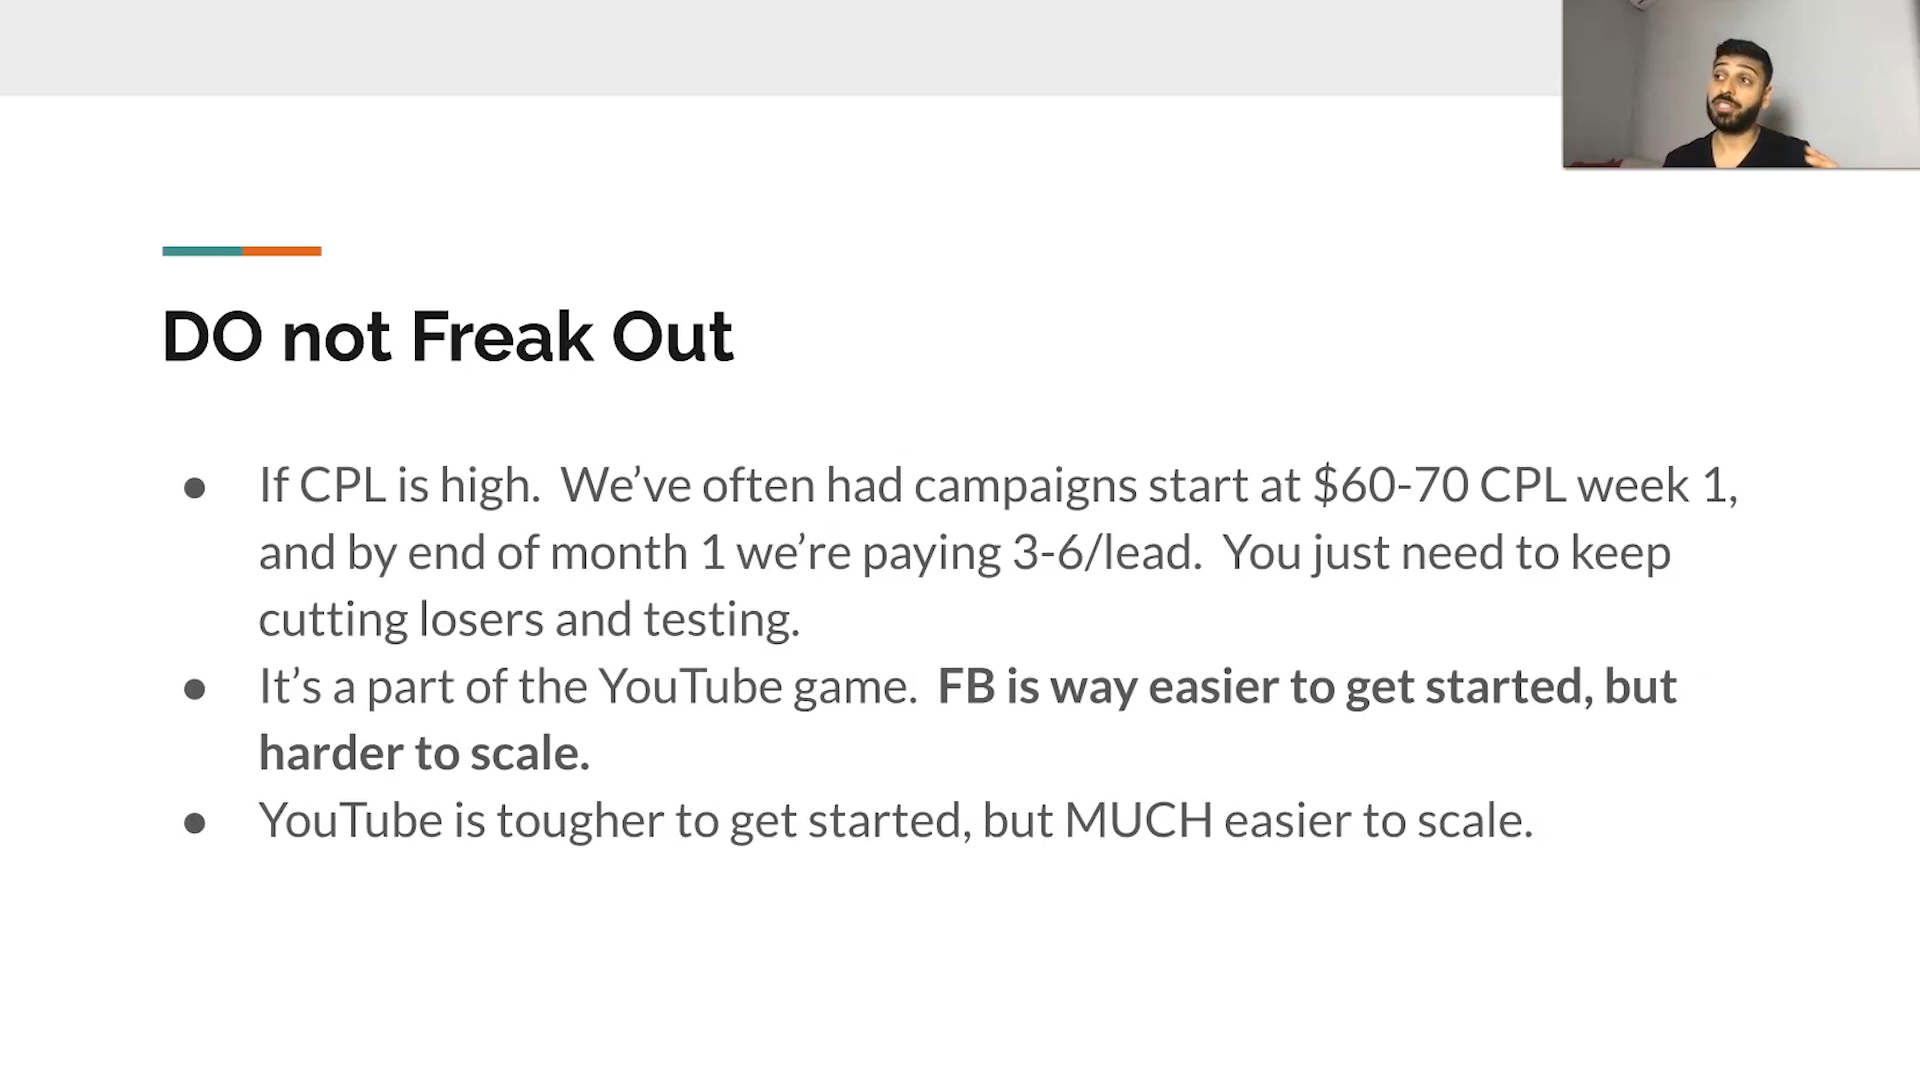 DO not Freak Out
● If CPL is high.  We’ve often had campaigns start at $60-70 CPL week 1,
and by end of month 1 we’re paying 3-6/lead.  You just need to keep
cutting losers and testing.
● It’s a part of the YouTube game.  FB is way easier to get started, but
harder to scale.
● YouTube is tougher to get started, but MUCH easier to scale.